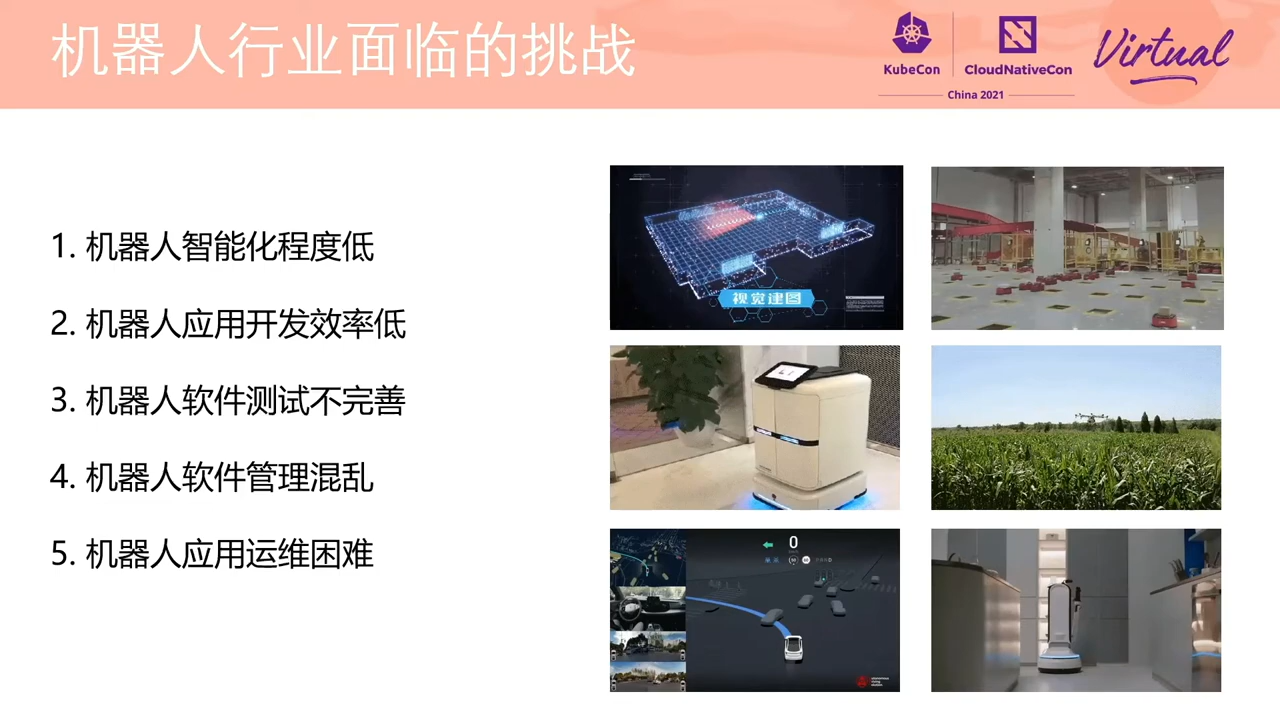 机器人行业面临的挑战
KubeCon
CloudNativeCon
Virtual
China 2021
1. 机器人智能化程度低
2. 机器人应用开发效率低
3. 机器人软件测试不完善
4. 机器人软件管理混乱
5. 机器人应用运维困难
视觉建图
0